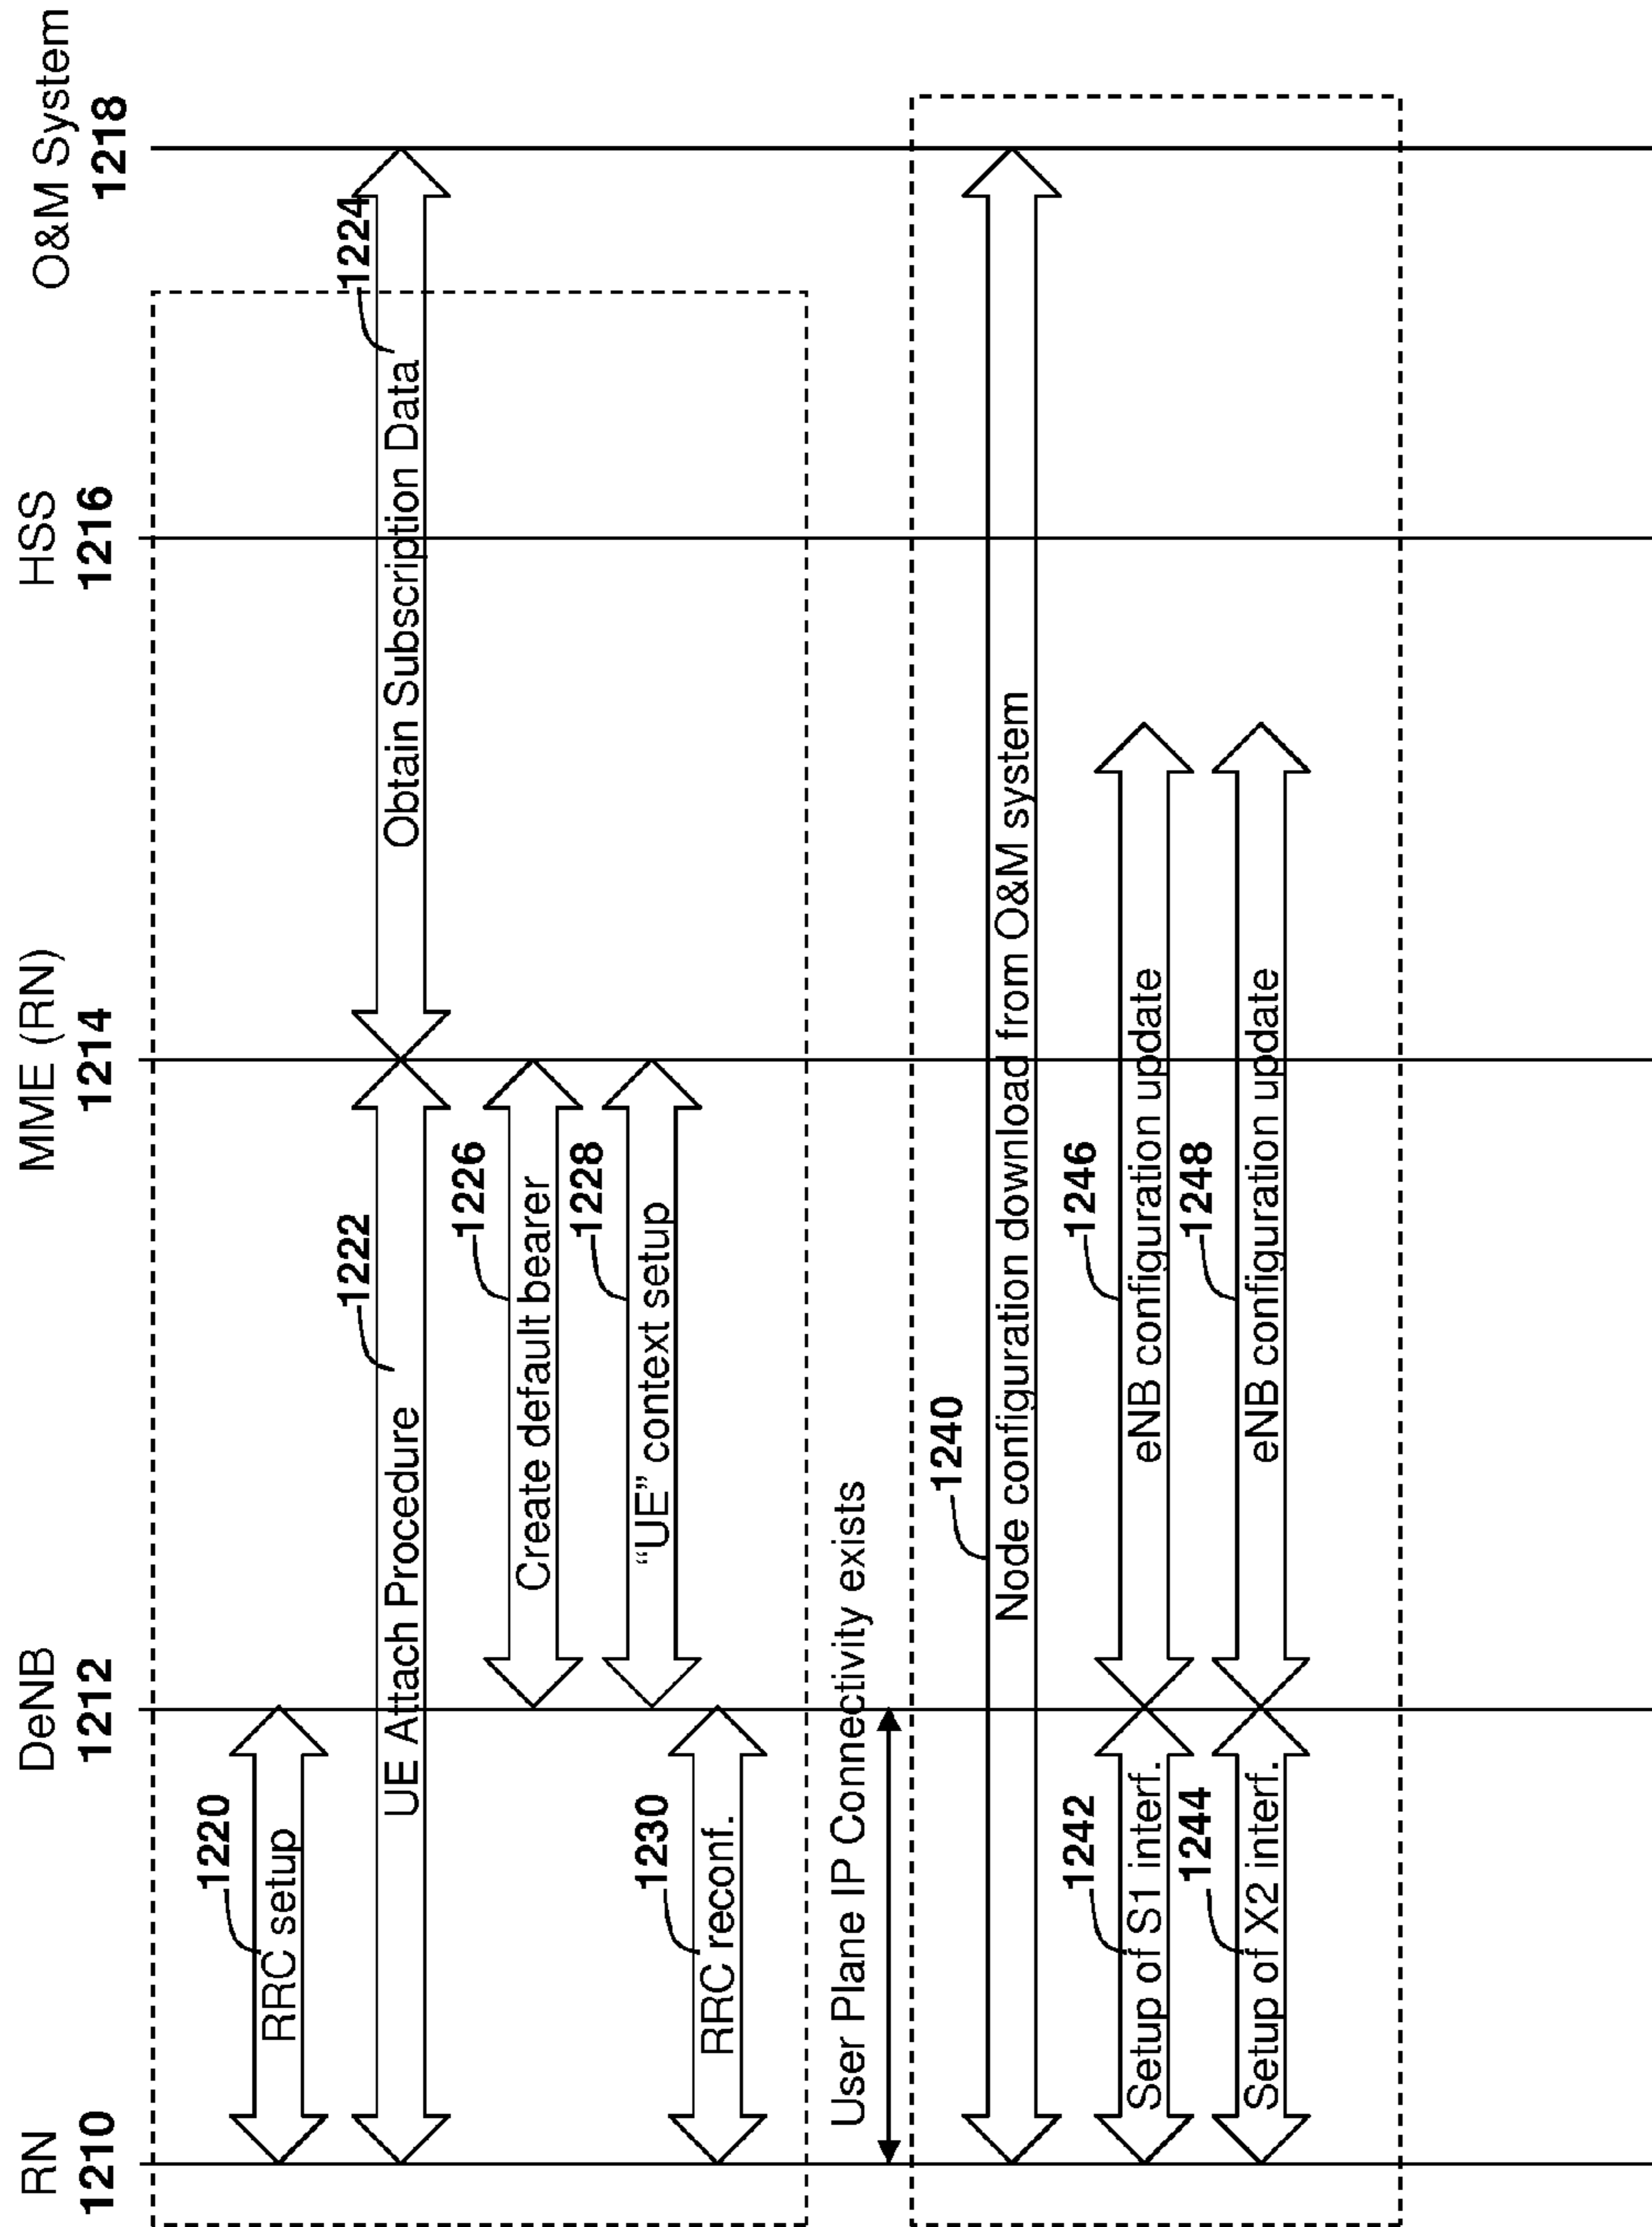 RN
1210
DeNB
1212
MME (RN)
1214
HSS
1216
O&M System
1218
1220
RRC setup
1222
UE Attach Procedure
1224
Obtain Subscription Data
1226
Create default bearer
1228
“UE” context setup
1230
RRC reconf.
User Plane IP Connectivity exists
1240
Node configuration download from O&M system
1242
Setup of S1 interf.
1246
eNB configuration update
1244
Setup of X2 interf.
1248
eNB configuration update